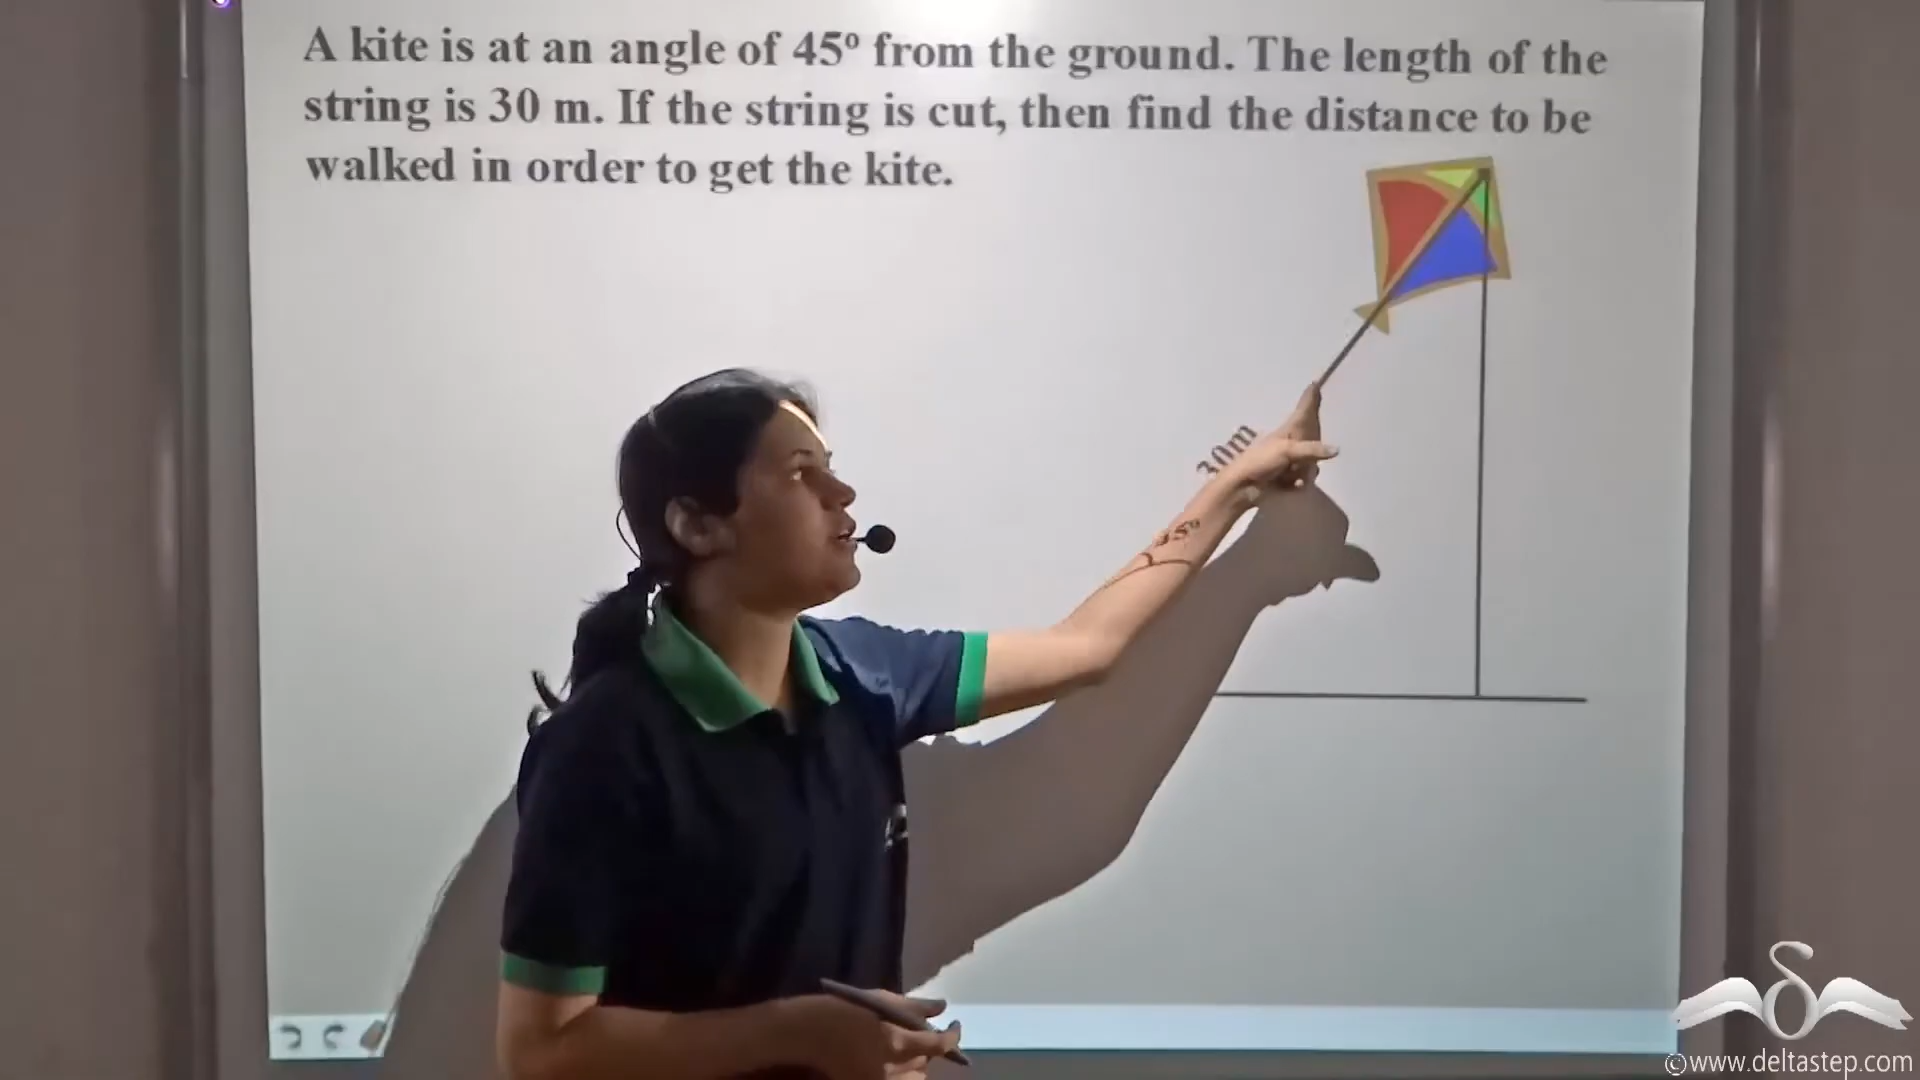 A kite is at an angle of 45º from the ground. The length of the
string is 30 m. If the string is cut, then find the distance to be
walked in order to get the kite.
30m
45º
©www.deltastep.com